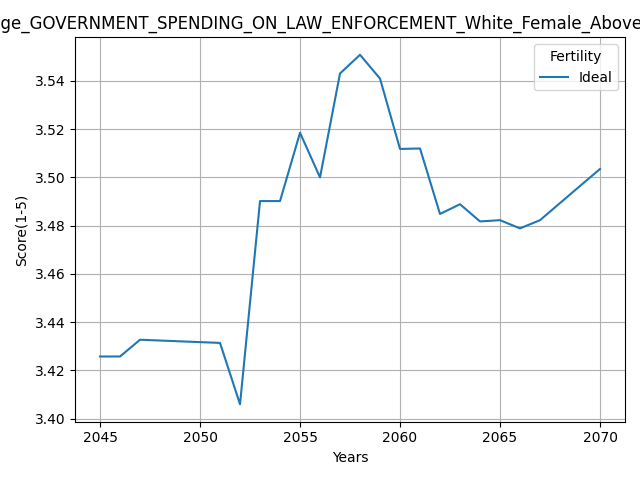 ge_GOVERNMENT_SPENDING_ON_LAW_ENFORCEMENT_White_Female_Above
Fertility
Ideal
Score(1-5)
3.54
3.52
3.50
3.48
3.46
3.44
3.42
3.40
2045 2050 2055 2060 2065 2070
Years